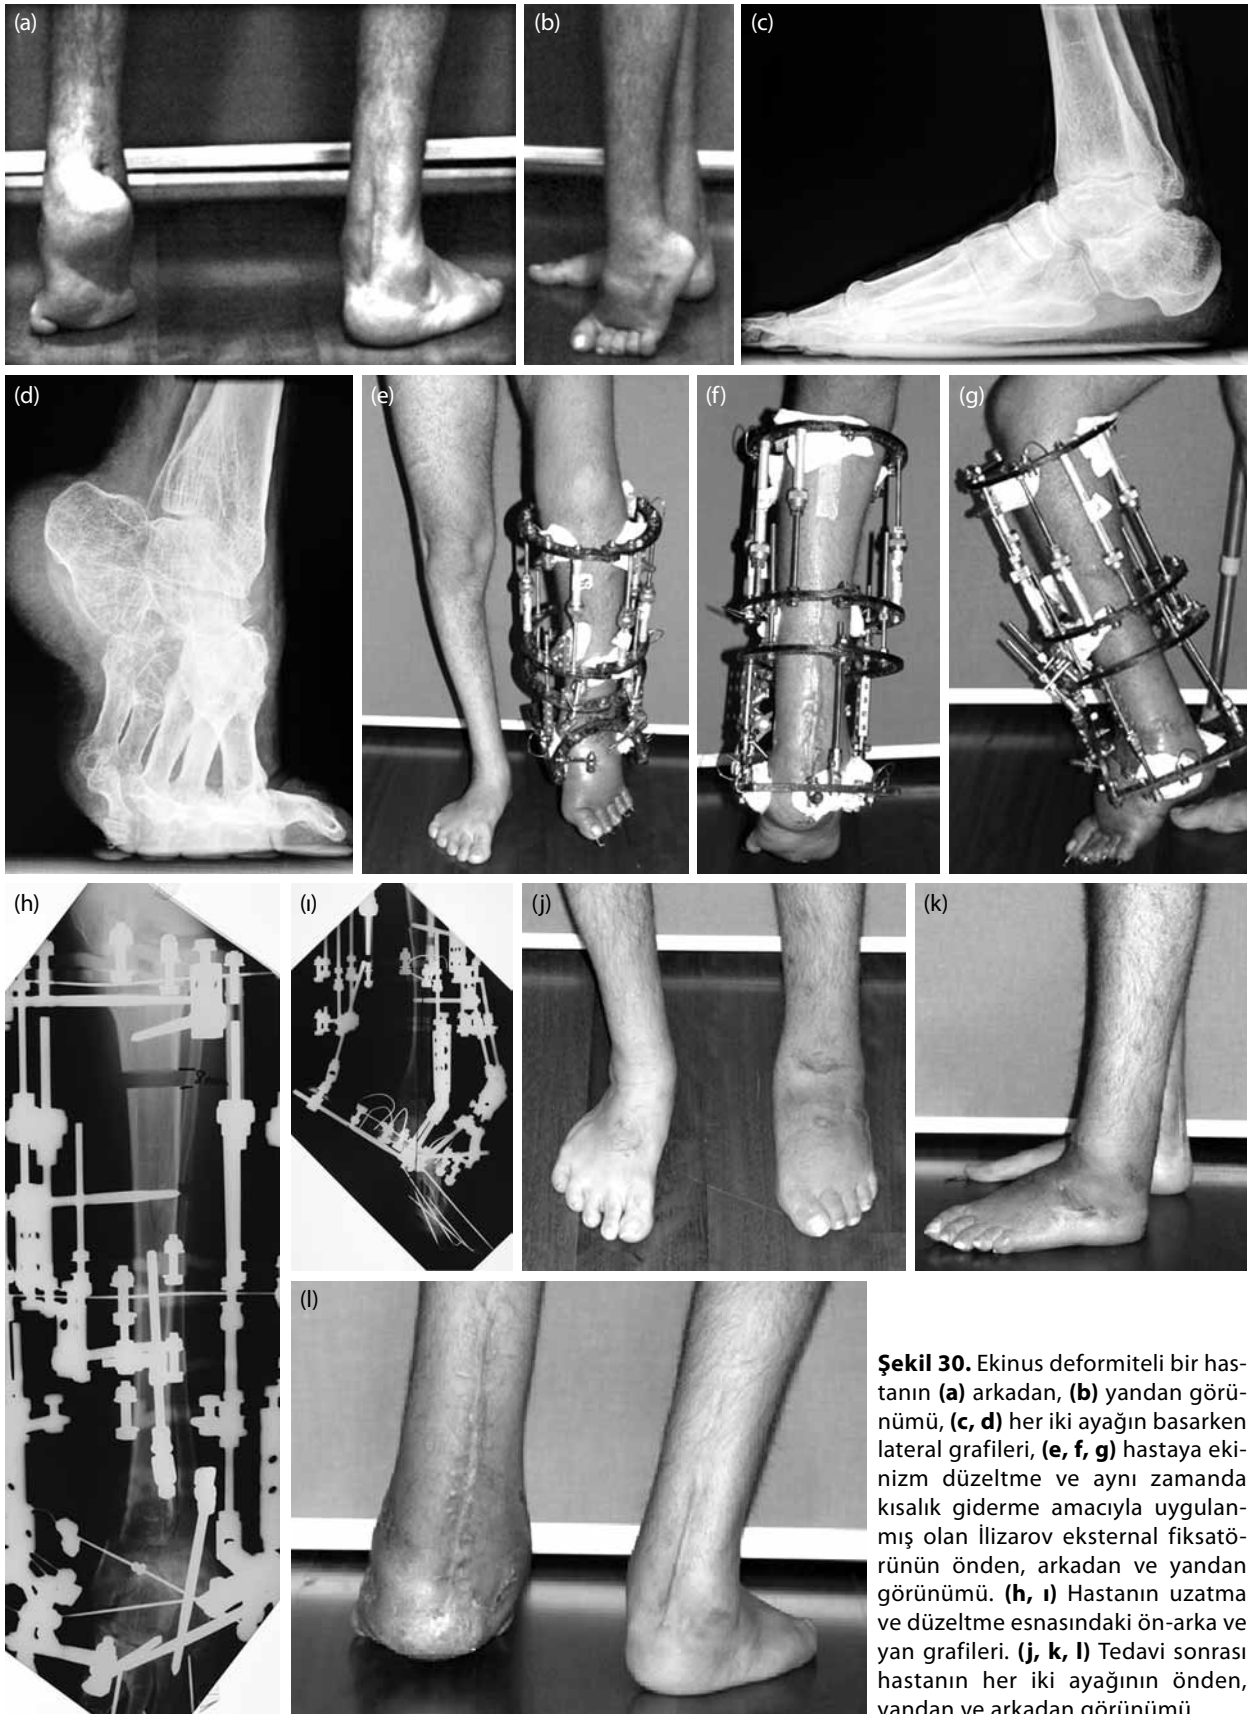 (a)
(b)
(c)
(d)
(e)
(f)
(g)
(h)
(ı)
(j)
(k)
(l)
Şekil 30. Ekinus deformiteli bir has-
tanın (a) arkadan, (b) yandan görü-
nümü, (c, d) her iki ayağın basarken
lateral grafileri, (e, f, g) hastaya eki-
nizm düzeltme ve aynı zamanda
kısalık giderme amacıyla uygulan-
mış olan İlizarov eksternal fiksatö-
rünün önden, arkadan ve yandan
görünümü. (h, ı) Hastanın uzatma
ve düzeltme esnasındaki ön-arka ve
yan grafileri. (j, k, l) Tedavi sonrası
hastanın her iki ayağının önden,
yandan ve arkadan görünümü